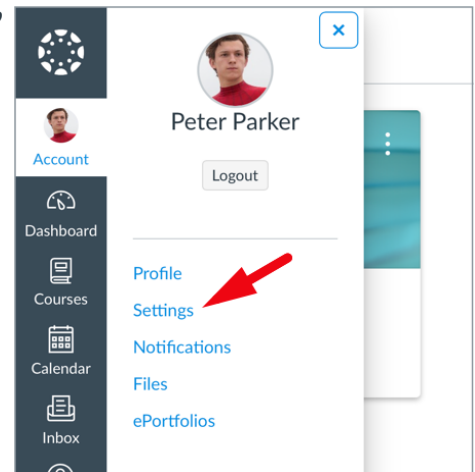 Peter Parker
Logout
Account
Dashboard
Courses
Calendar
Inbox
Profile
Settings
Notifications
Files
ePortfolios